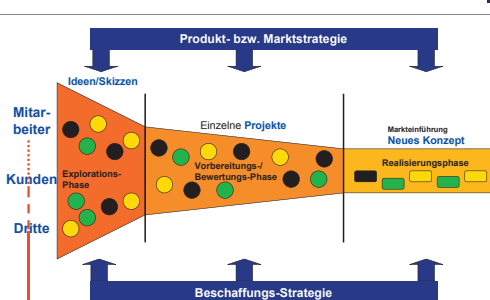 Produkt- bzw. Marktstrategie
Ideen/Skizzen
Mitar-
beiter
Einzelne Projekte
Markteinführung
Neues Konzept
Explorations-
Phase
Vorbereitungs-/
Bewertungs-Phase
Realisierungsphase
Kunden
Dritte
Beschaffungs-Strategie